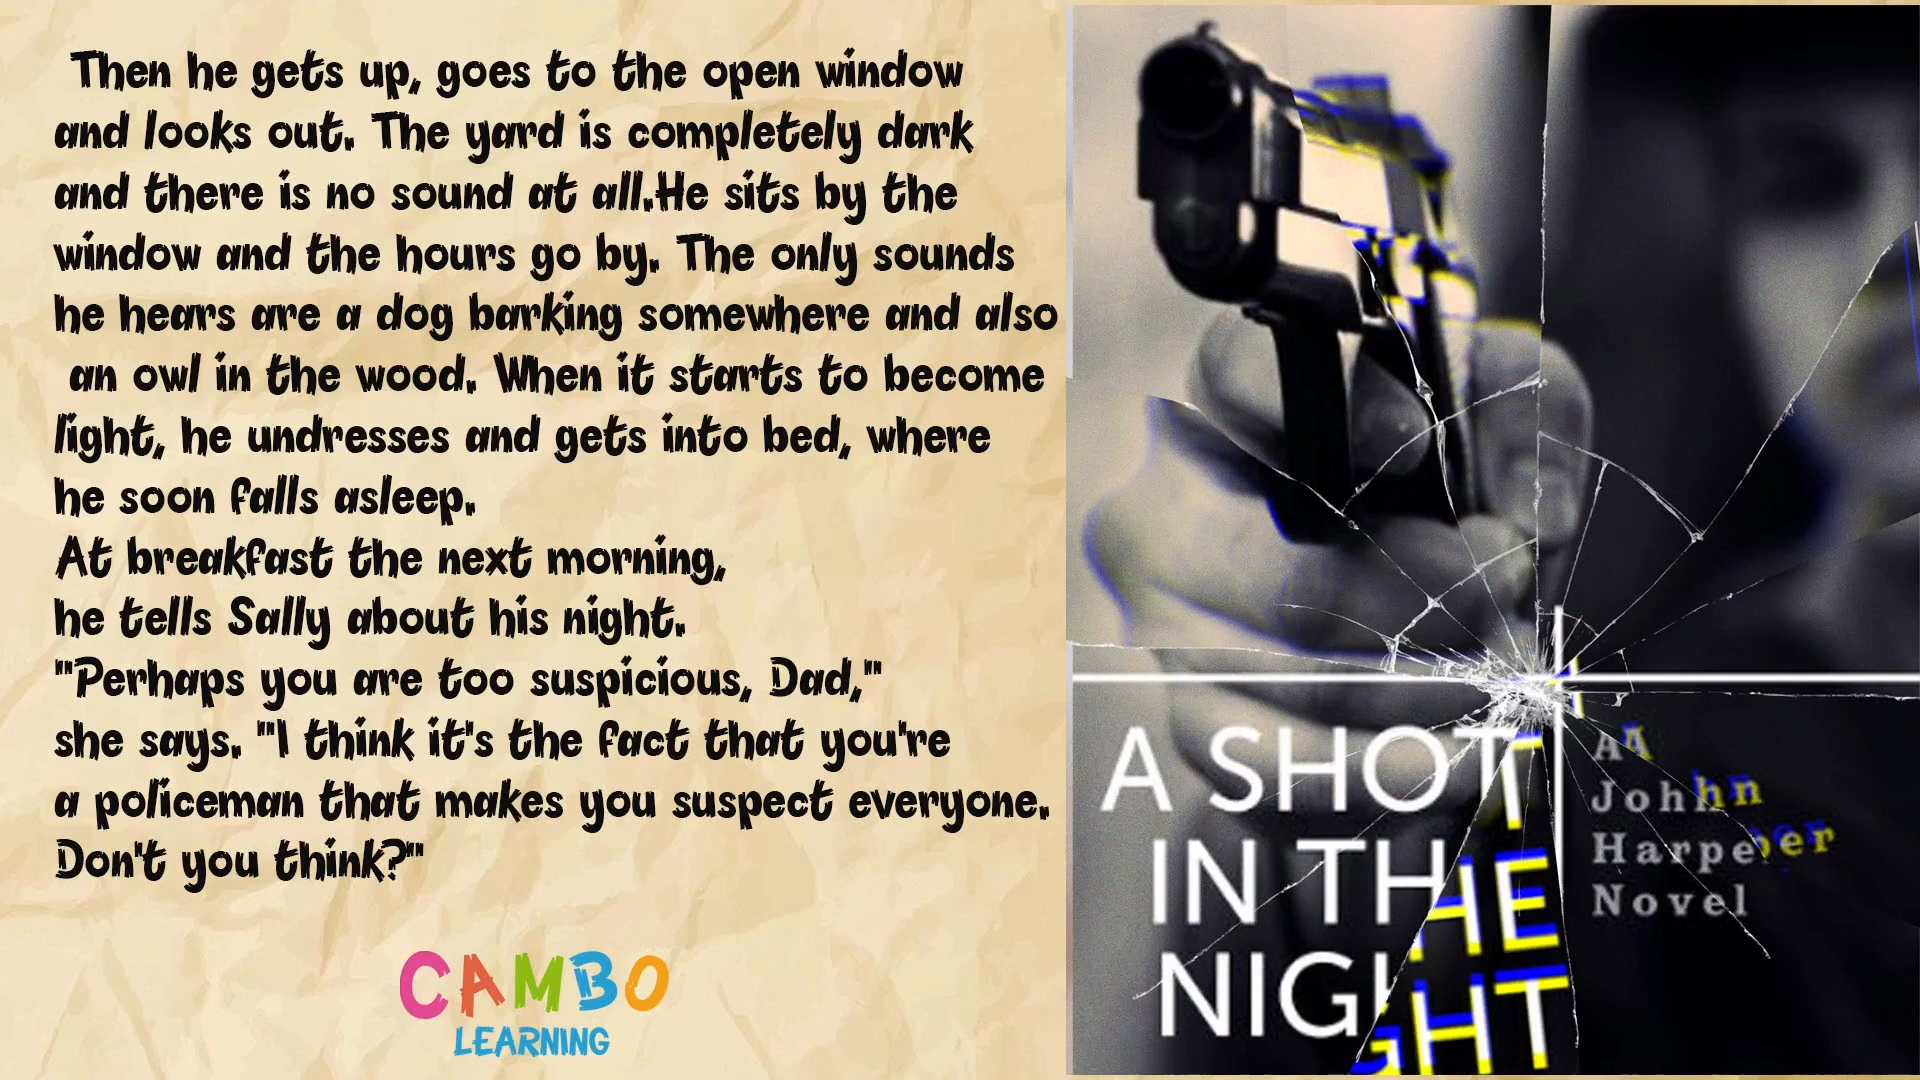 Then he gets up, goes to the open window
and looks out. The yard is completely dark
and there is no sound at all.He sits by the
window and the hours go by. The only sounds
he hears are a dog barking somewhere and also
an owl in the wood. When it starts to become
light, he undresses and gets into bed, where
he soon falls asleep.
At breakfast the next morning,
he tells Sally about his night.
"Perhaps you are too suspicious, Dad,"
she says. "I think it's the fact that you're
a policeman that makes you suspect everyone.
Don't you think?"
CAMBO
LEARNING
A SHOT
IN THE
NIGHT
A
John
Harper
Novel